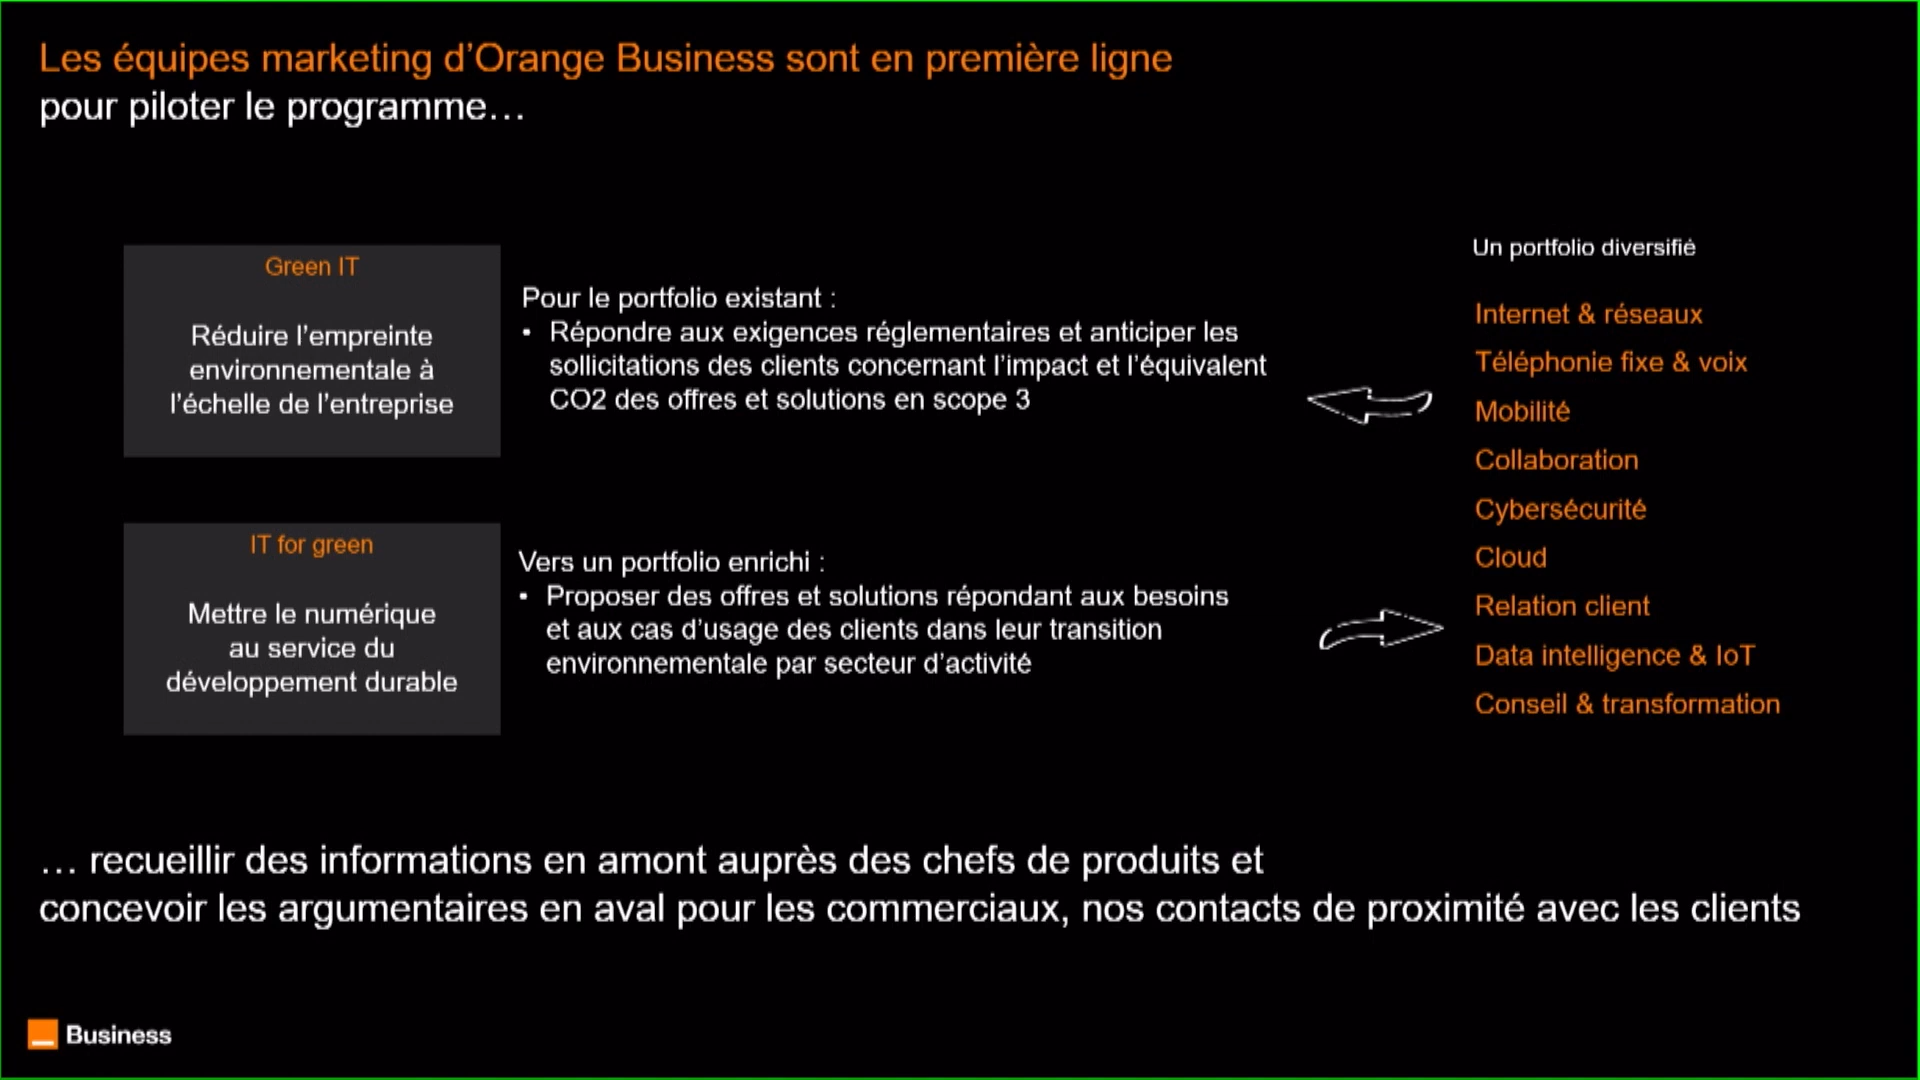 Les équipes marketing d’Orange Business sont en première ligne
pour piloter le programme…
Green IT
Réduire l’empreinte
environnementale à
l’échelle de l’entreprise
Pour le portfolio existant :
• Répondre aux exigences réglementaires et anticiper les
sollicitations des clients concernant l’impact et l’équivalent
CO2 des offres et solutions en scope 3
IT for green
Mettre le numérique
au service du
développement durable
Vers un portfolio enrichi :
• Proposer des offres et solutions répondant aux besoins
et aux cas d’usage des clients dans leur transition
environnementale par secteur d’activité
Un portfolio diversifié
Internet & réseaux
Téléphonie fixe & voix
Mobilité
Collaboration
Cybersécurité
Cloud
Relation client
Data intelligence & IoT
Conseil & transformation
… recueillir des informations en amont auprès des chefs de produits et
concevoir les argumentaires en aval pour les commerciaux, nos contacts de proximité avec les clients
Business